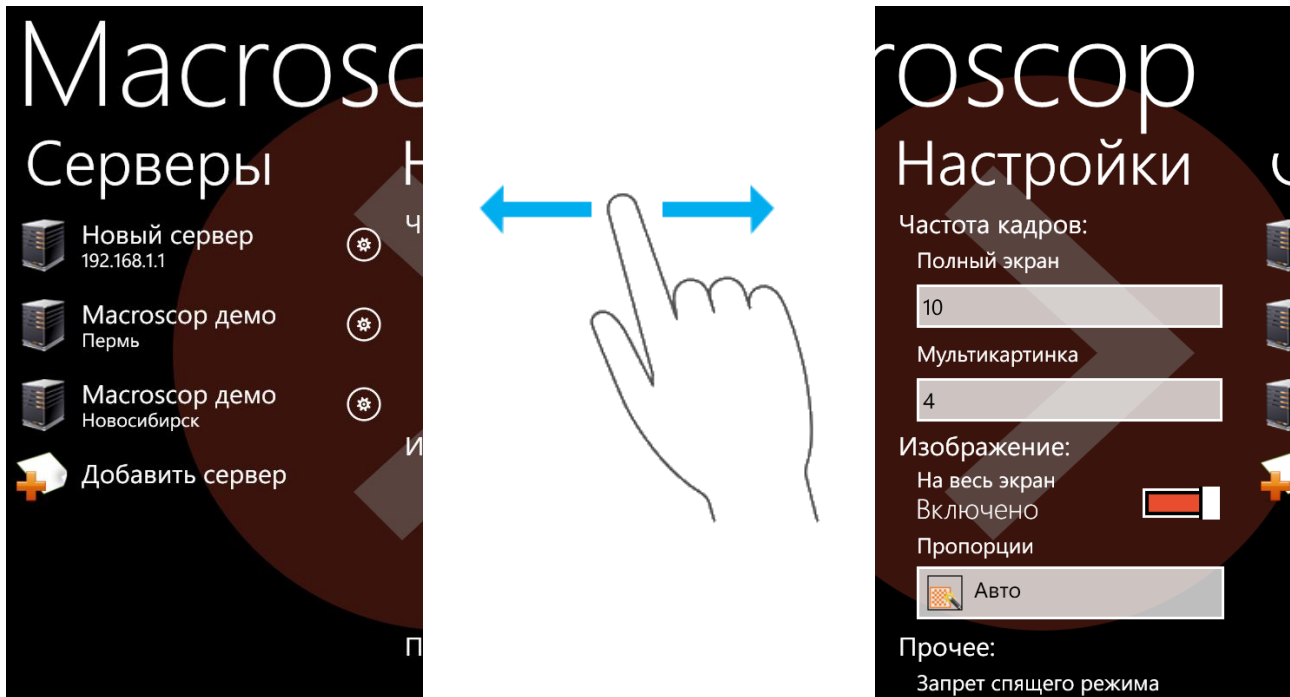 Macrosc
Серверы
Новый сервер
192.168.1.1
Macroscop демо
Пермь
Macroscop демо
Новосибирск
Добавить сервер
Н
Ч
И
П
roscop
Настройки
Частота кадров:
Полный экран
10
Мультикартинка
4
Изображение:
На весь экран
Включено
Пропорции
Авто
Прочее:
Запрет спящего режима